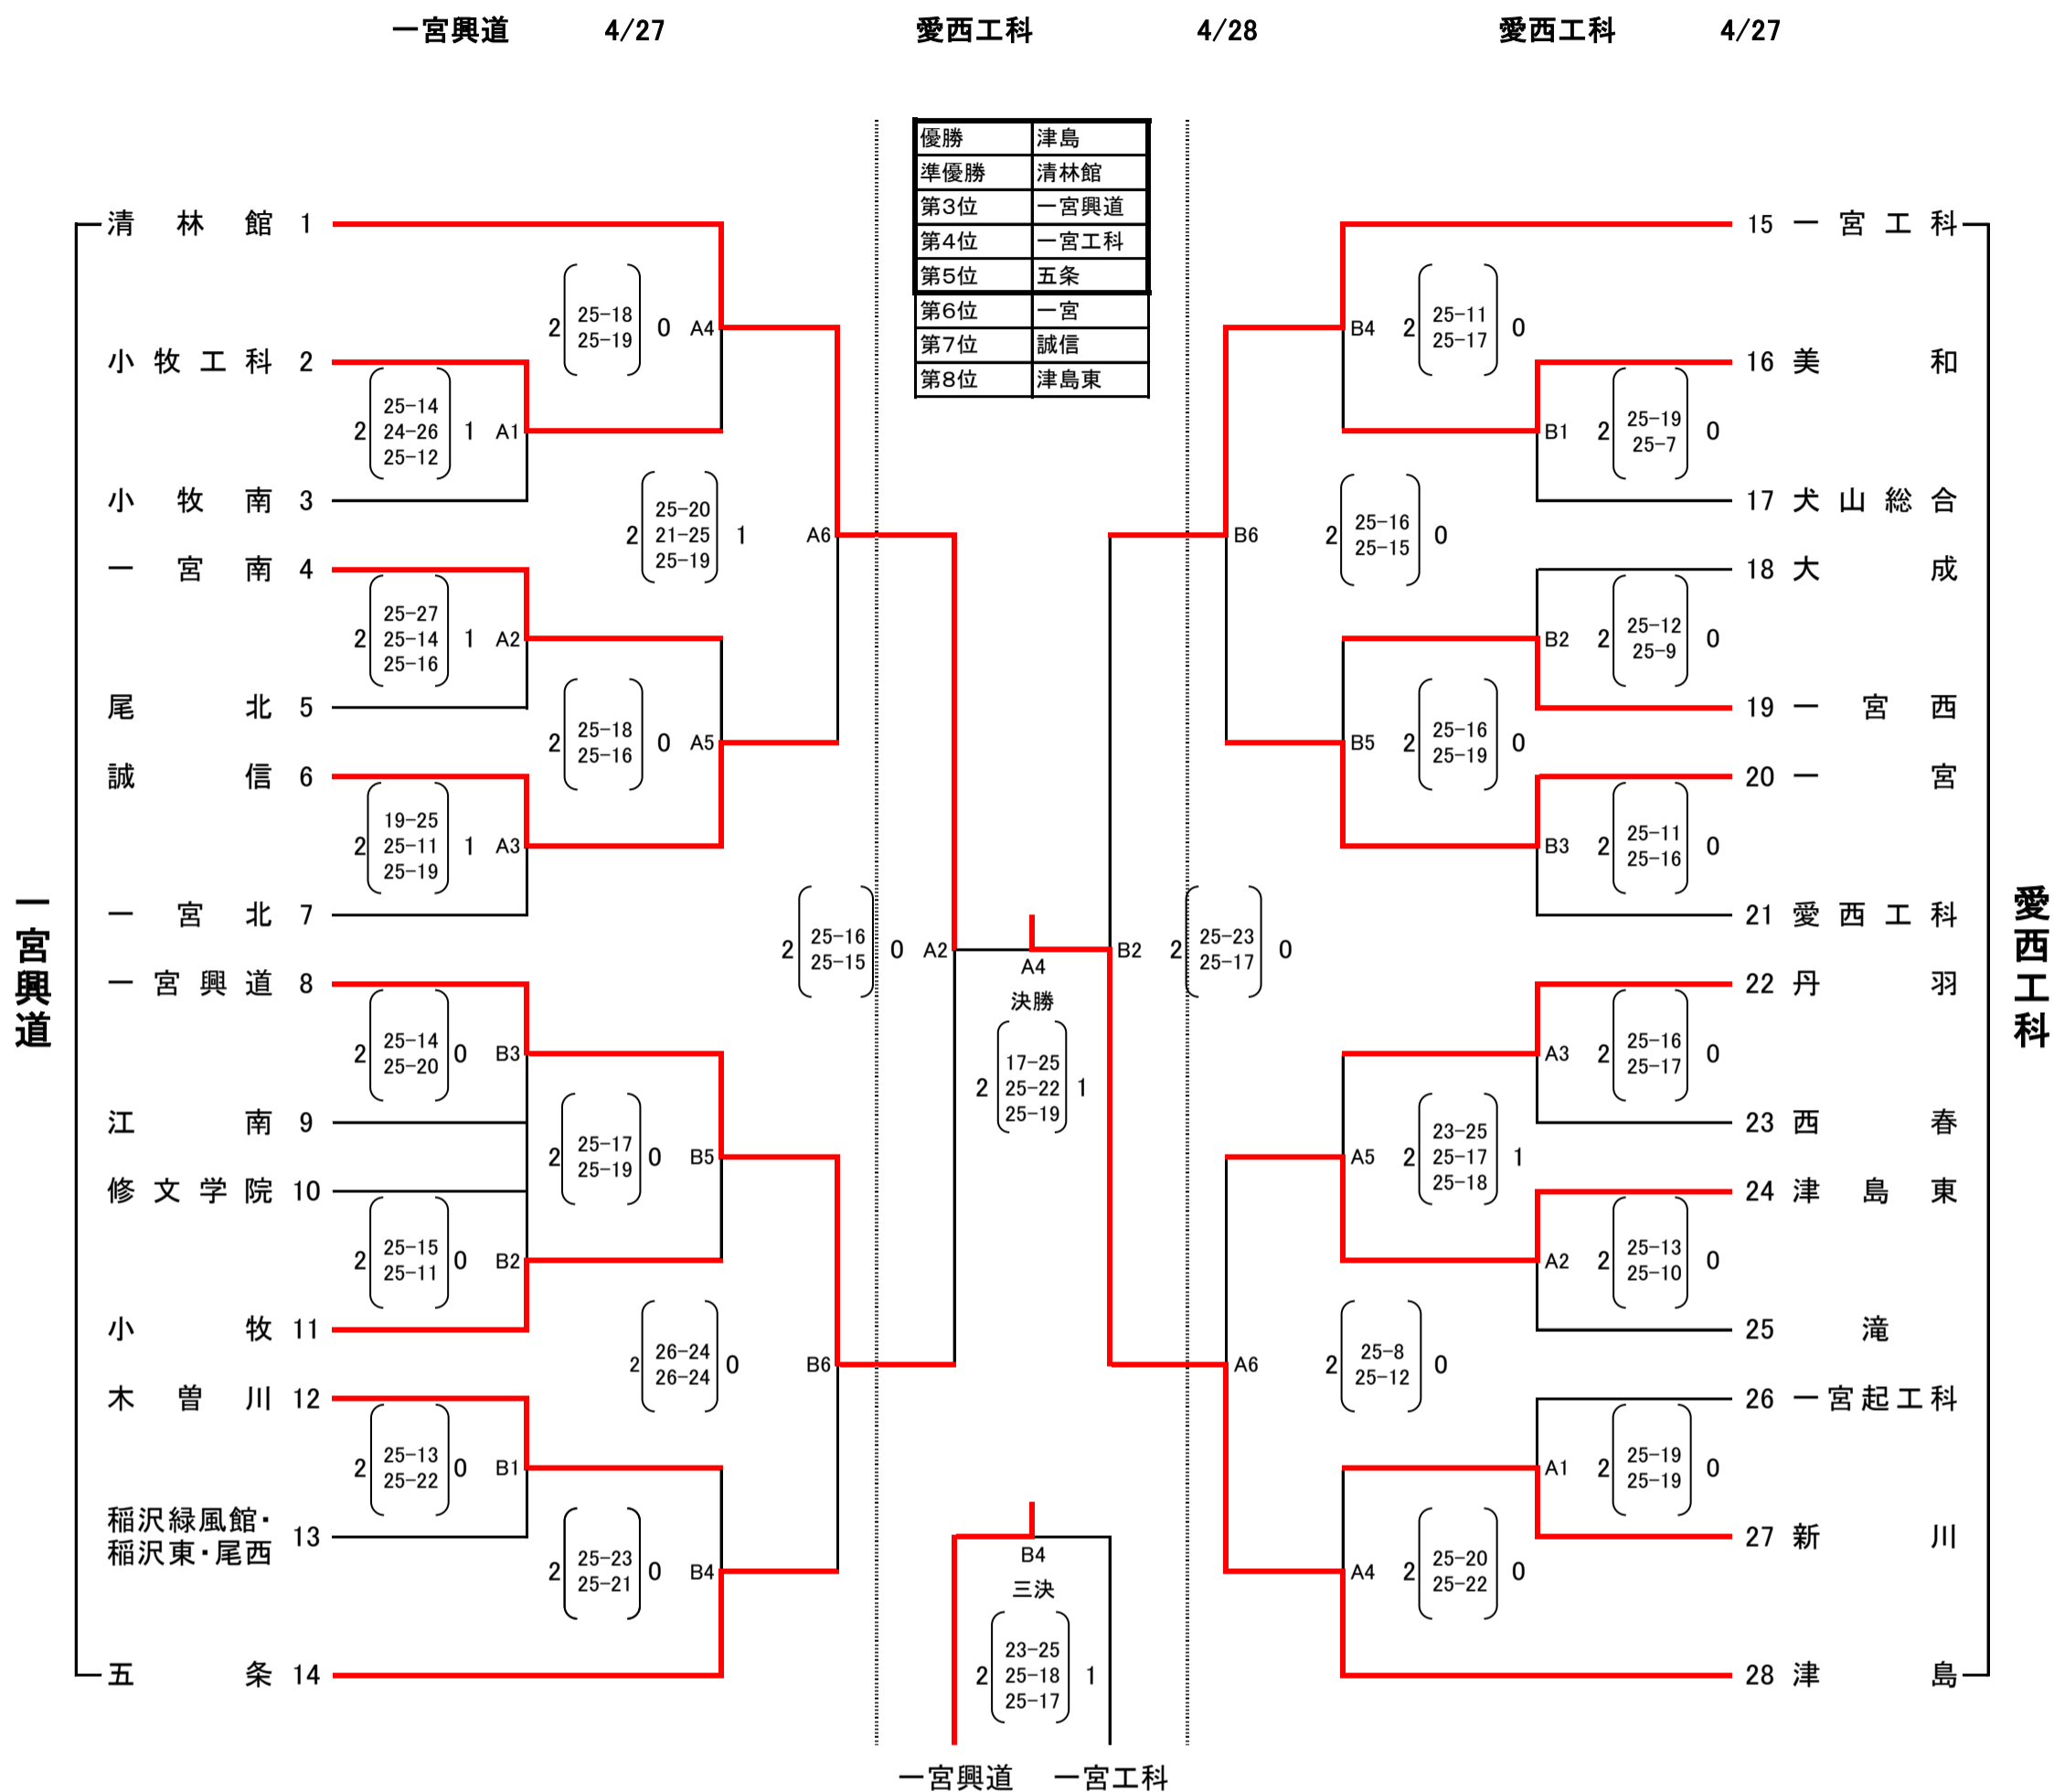 一宮興道 4/27 愛西工科 4/28 愛西工科 4/27
優勝 津島
準優勝 清林館
第3位 一宮興道
第4位 一宮工科
第5位 五条
第6位 一宮
第7位 誠信
第8位 津島東
一宮興道
清林館 1
小牧工科 2
小牧南 3
一宮南 4
尾北 5
誠信 6
一宮北 7
一宮興道 8
江南 9
修文学院 10
小牧 11
木曽川 12
稲沢緑風館・
稲沢東・尾西 13
五条 14
2 25-14 24-26 25-12 1 A1
2 25-27 25-14 25-16 1 A2
2 19-25 25-11 25-19 1 A3
2 25-14 25-20 0 B3
2 25-15 25-11 0 B2
2 25-13 25-22 0 B1
2 25-18 25-19 0 A4
2 25-18 25-16 0 A5
2 25-17 25-19 0 B5
2 25-23 25-21 0 B4
2 25-20 21-25 25-19 1 A6
2 26-24 26-24 0 B6
2 25-16 25-15 0 A2
A4
決勝
2 17-25 25-22 25-19 1
B4
三決
2 23-25 25-18 25-17 1
一宮興道 一宮工科
B2 2 25-23 25-17 0
B6 2 25-16 25-15 0
A6 2 25-8 25-12 0
B4 2 25-11 25-17 0
B5 2 25-16 25-19 0
A5 2 23-25 25-17 25-18 1
A4 2 25-20 25-22 0
B1 2 25-19 25-7 0
B2 2 25-12 25-9 0
B3 2 25-11 25-16 0
A3 2 25-16 25-17 0
A2 2 25-13 25-10 0
A1 2 25-19 25-19 0
15 一宮工科
16 美和
17 犬山総合
18 大成
19 一宮西
20 一宮
21 愛西工科
22 丹羽
23 西春
24 津島東
25 滝
26 一宮起工科
27 新川
28 津島
愛西工科